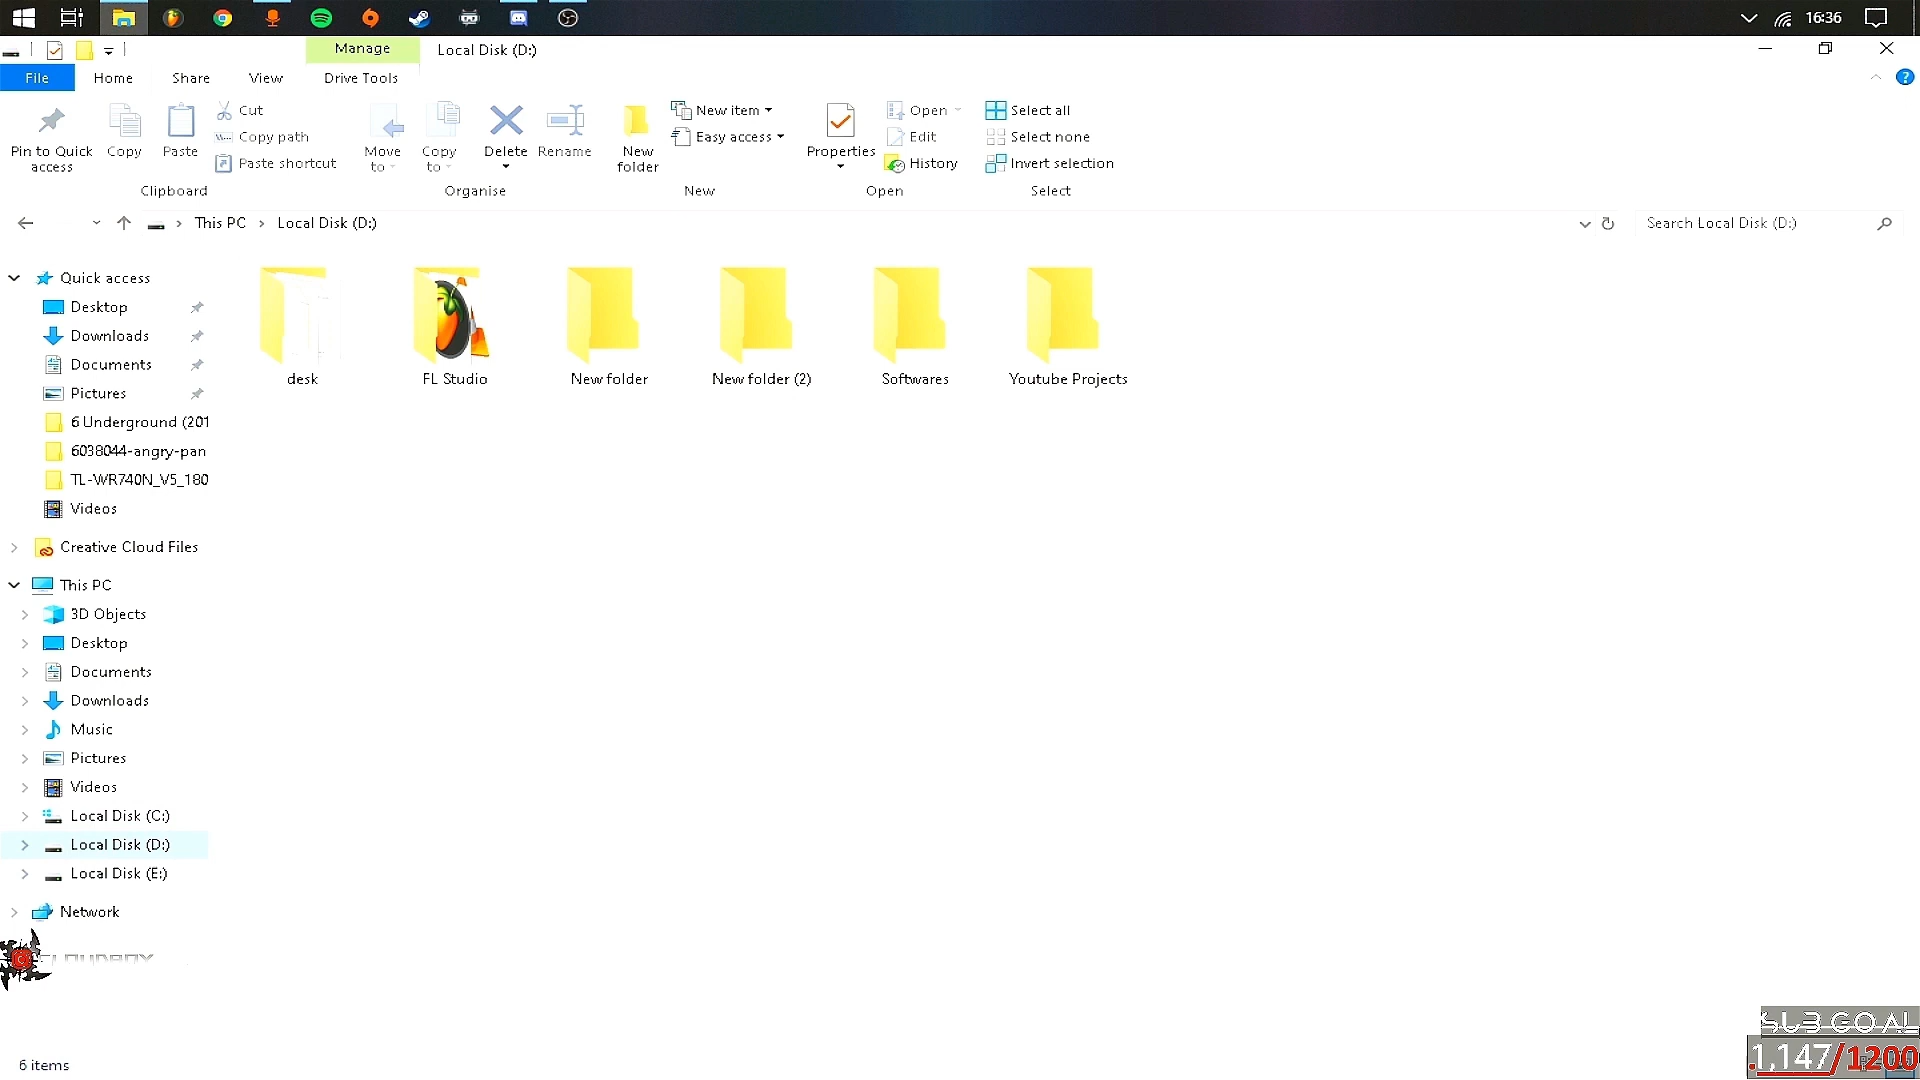 16:36
Manage
Local Disk (D:)
File
Home
Share
View
Drive Tools
Pin to Quick access
Copy
Paste
Cut
Copy path
Paste shortcut
Clipboard
Move to
Copy to
Delete
Rename
Organise
New folder
New item
Easy access
New
Properties
Open
Edit
History
Open
Select all
Select none
Invert selection
Select
This PC
Local Disk (D:)
Search Local Disk (D:)
Quick access
Desktop
Downloads
Documents
Pictures
6 Underground (201
6038044-angry-pan
TL-WR740N_V5_180
Videos
Creative Cloud Files
This PC
3D Objects
Desktop
Documents
Downloads
Music
Pictures
Videos
Local Disk (C:)
Local Disk (D:)
Local Disk (E:)
Network
desk
FL Studio
New folder
New folder (2)
Softwares
Youtube Projects
6 items
SUB GOAL
1,147/1200